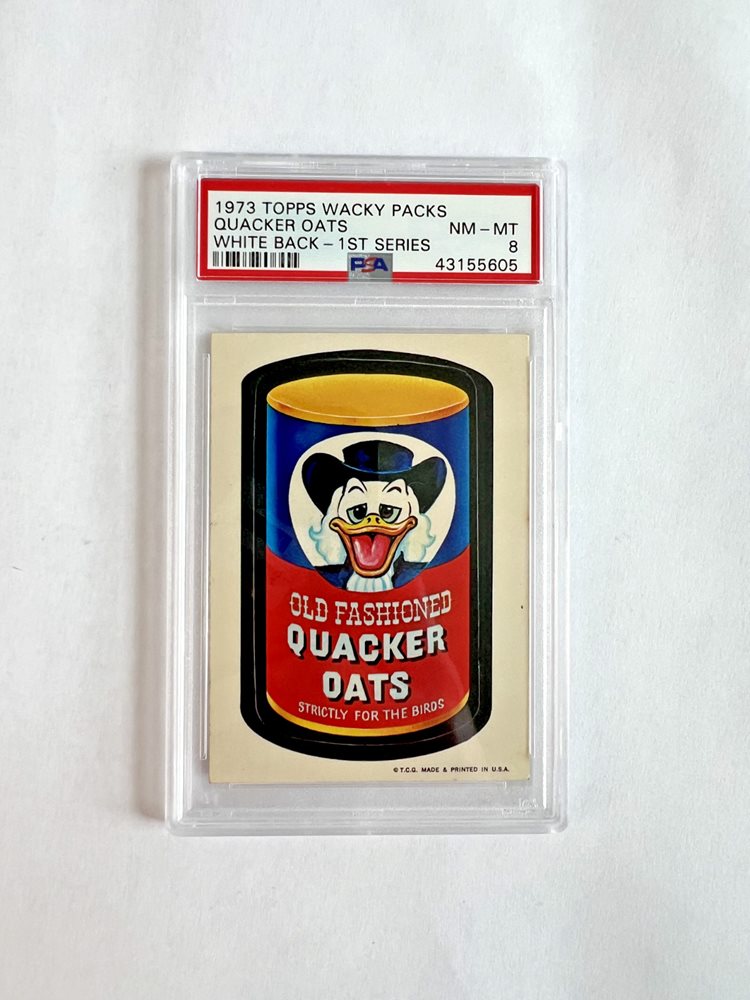 1973 TOPPS WACKY PACKS
QUACKER OATS NM - MT
WHITE BACK - 1ST SERIES 8
PSA 43155605
OLD FASHIONED
QUACKER
OATS
STRICTLY FOR THE BIRDS
© T.C.G. MADE & PRINTED IN U.S.A.